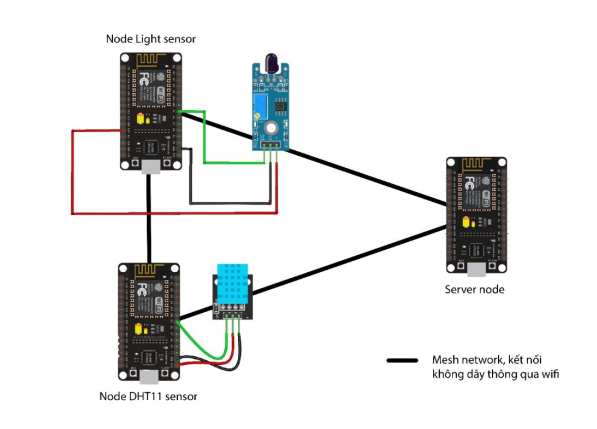 Node Light sensor
Server node
Mesh network, kết nối
không dây thông qua wifi
Node DHT11 sensor